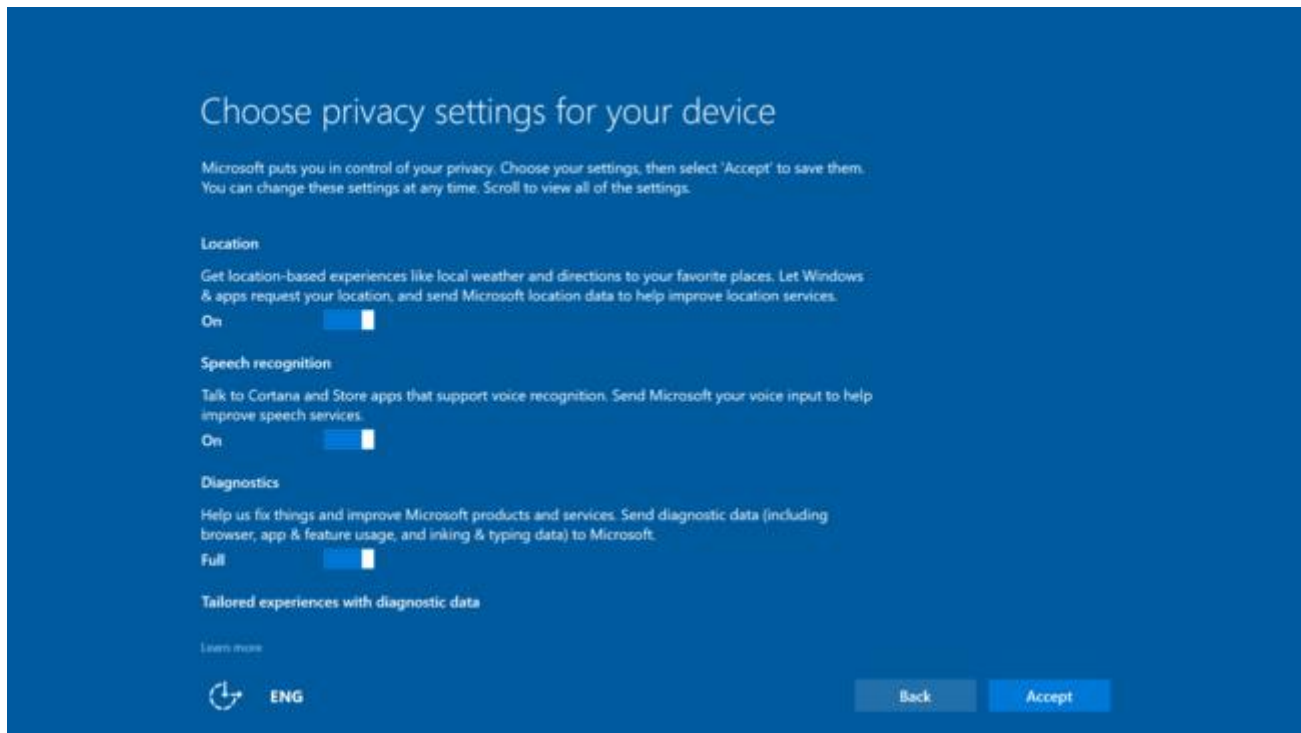 Choose privacy settings for your device
Microsoft puts you in control of your privacy. Choose your settings, then select 'Accept' to save them.
You can change these settings at any time. Scroll to view all of the settings.
Location
Get location-based experiences like local weather and directions to your favorite places. Let Windows
& apps request your location, and send Microsoft location data to help improve location services.
On
Speech recognition
Talk to Cortana and Store apps that support voice recognition. Send Microsoft your voice input to help
improve speech services.
On
Diagnostics
Help us fix things and improve Microsoft products and services. Send diagnostic data (including
browser, app & feature usage, and inking & typing data) to Microsoft.
Full
Tailored experiences with diagnostic data
Learn more
ENG
Back
Accept